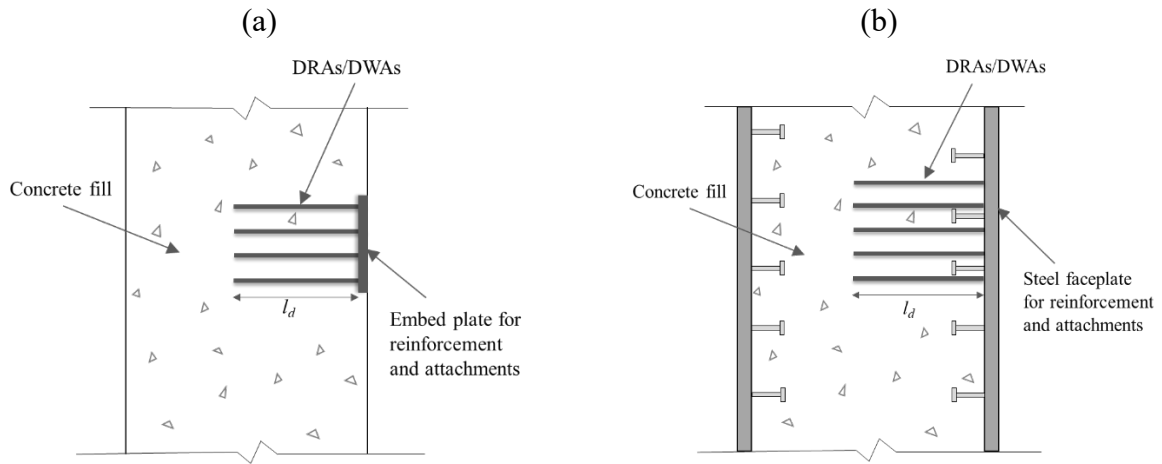 (a)
DRAs/DWAs
Concrete fill
l_d
Embed plate for
reinforcement
and attachments
(b)
DRAs/DWAs
Concrete fill
l_d
Steel faceplate
for reinforcement
and attachments